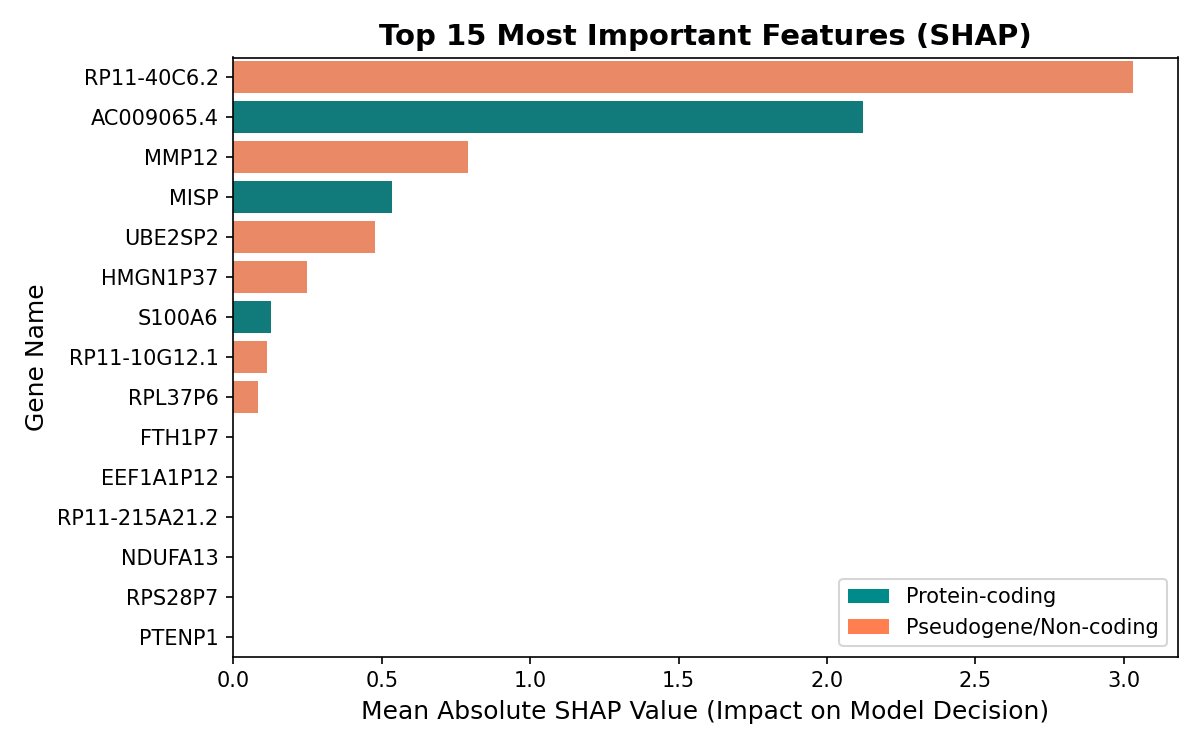 Top 15 Most Important Features (SHAP)
RP11-40C6.2
AC009065.4
MMP12
MISP
UBE2SP2
HMGN1P37
S100A6
RP11-10G12.1
RPL37P6
FTH1P7
EEF1A1P12
RP11-215A21.2
NDUFA13
RPS28P7
PTENP1
Gene Name
Protein-coding
Pseudogene/Non-coding
0.0 0.5 1.0 1.5 2.0 2.5 3.0
Mean Absolute SHAP Value (Impact on Model Decision)